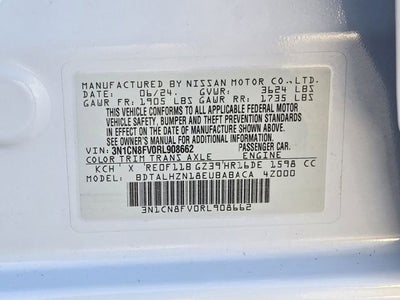 MANUFACTURED BY NISSAN MOTOR CO.,LTD.
DATE: 06/24. GVWR: 3624 LBS
GAWR FR: 1905 LBS GAWR RR: 1735 LBS
THIS VEHICLE CONFORMS TO ALL
APPLICABLE FEDERAL MOTOR
VEHICLE SAFETY, BUMPER AND THEFT PREVENTION STANDARDS
IN EFFECT ON THE DATE OF MANUFACTURE SHOWN ABOVE.
SEE OWNER'S MANUAL FOR ADDITIONAL INFORMATION
VIN: 3N1CN8FV0RL908662 PASSENGER CAR.
COLOR TRIM TRANS AXLE ENGINE
KCH X RE0F11B GZ39 HR16DE 1598 CC
MODEL: BDTALHZN18EUBABACA 4Z000
3N1CN8FV0RL908662